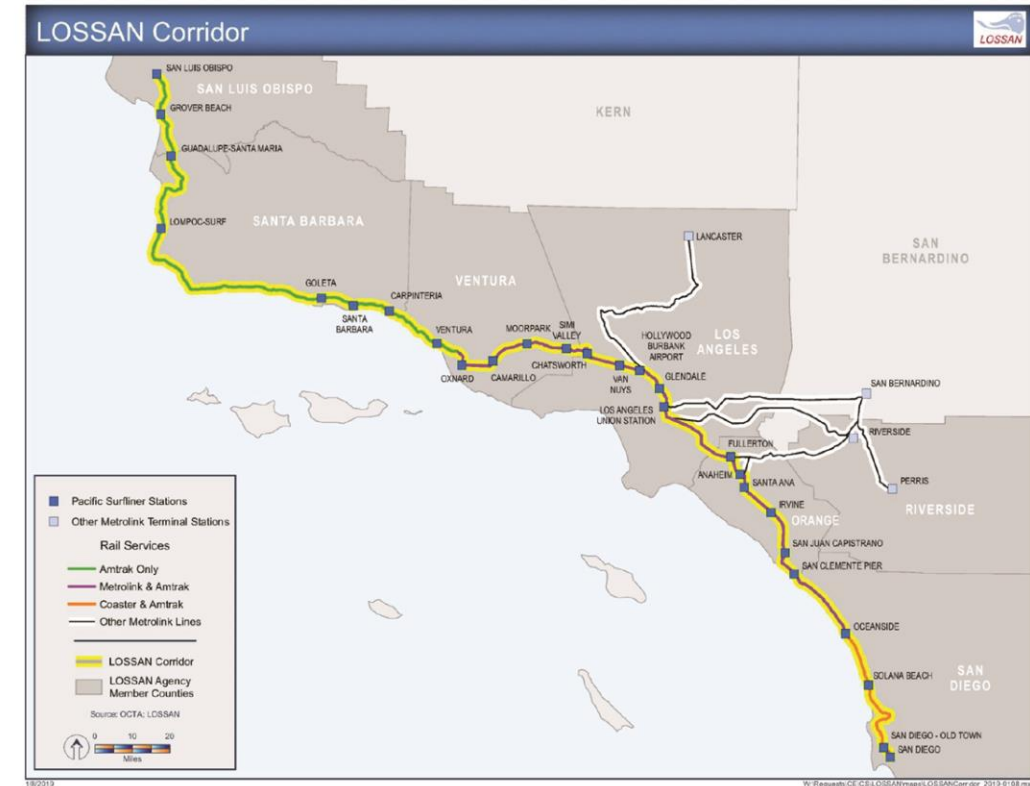 LOSSAN Corridor
LOSSAN
SAN LUIS OBISPO
SAN LUIS OBISPO
GROVER BEACH
KERN
GUADALUPE-SANTA MARIA
LOMPOC-SURF
SANTA BARBARA
LANCASTER
SAN
BERNARDINO
VENTURA
GOLETA
CARPINTERIA
SANTA
BARBARA
VENTURA
MOORPARK
SIMI
VALLEY
HOLLYWOOD
BURBANK
AIRPORT
LOS
ANGELES
OXNARD
CAMARILLO
CHATSWORTH
VAN
NUYS
GLENDALE
SAN BERNARDINO
LOS ANGELES
UNION STATION
RIVERSIDE
FULLERTON
ANAHEIM
SANTA ANA
PERRIS
IRVINE
ORANGE
RIVERSIDE
SAN JUAN CAPISTRANO
SAN CLEMENTE PIER
OCEANSIDE
SOLANA BEACH
SAN
DIEGO
SAN DIEGO - OLD TOWN
SAN DIEGO
Pacific Surfliner Stations
Other Metrolink Terminal Stations
Rail Services
Amtrak Only
Metrolink & Amtrak
Coaster & Amtrak
Other Metrolink Lines
LOSSAN Corridor
LOSSAN Agency
Member Counties
Source: OCTA; LOSSAN
0 10 20
Miles
1/8/2019